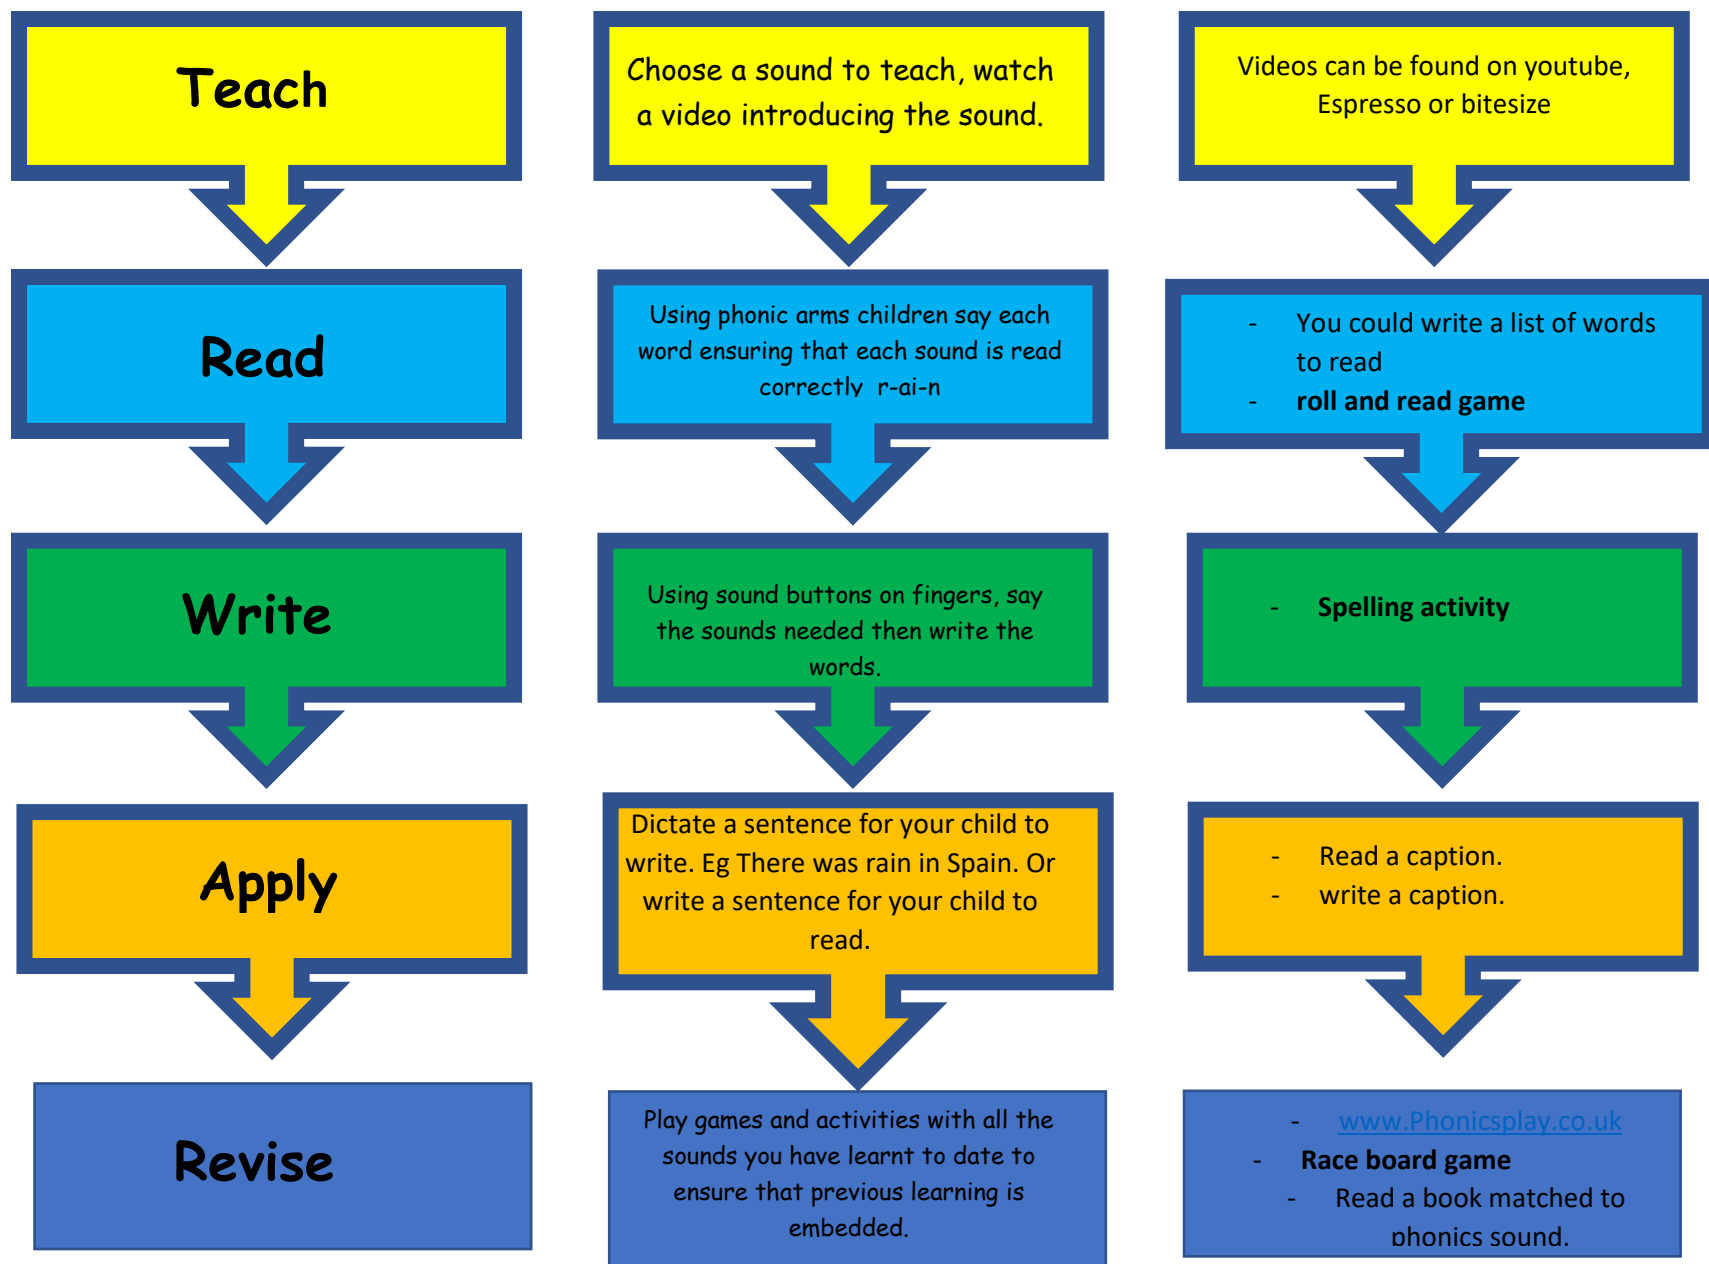 Teach
Choose a sound to teach, watch
a video introducing the sound.
Videos can be found on youtube,
Espresso or bitesize
Read
Using phonic arms children say each
word ensuring that each sound is read
correctly r-ai-n
- You could write a list of words
to read
- roll and read game
Write
Using sound buttons on fingers, say
the sounds needed then write the
words.
- Spelling activity
Apply
Dictate a sentence for your child to
write. Eg There was rain in Spain. Or
write a sentence for your child to
read.
- Read a caption.
- write a caption.
Revise
Play games and activities with all the
sounds you have learnt to date to
ensure that previous learning is
embedded.
- www.Phonicsplay.co.uk
- Race board game
- Read a book matched to
phonics sound.